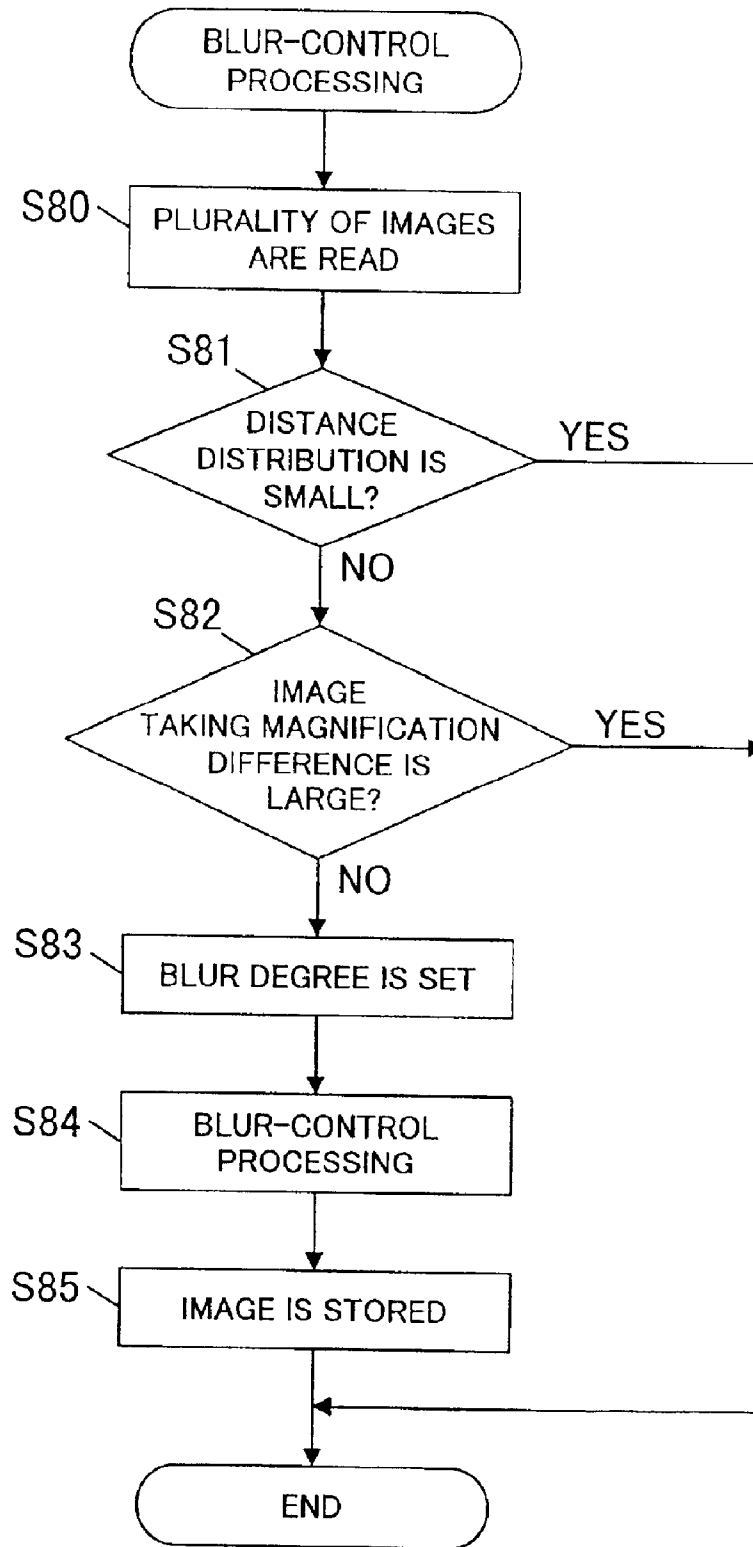 BLUR-CONTROL
PROCESSING
S80
PLURALITY OF IMAGES
ARE READ
S81
DISTANCE
DISTRIBUTION IS
SMALL?
YES
NO
S82
IMAGE
TAKING MAGNIFICATION
DIFFERENCE IS
LARGE?
YES
NO
S83
BLUR DEGREE IS SET
S84
BLUR-CONTROL
PROCESSING
S85
IMAGE IS STORED
END